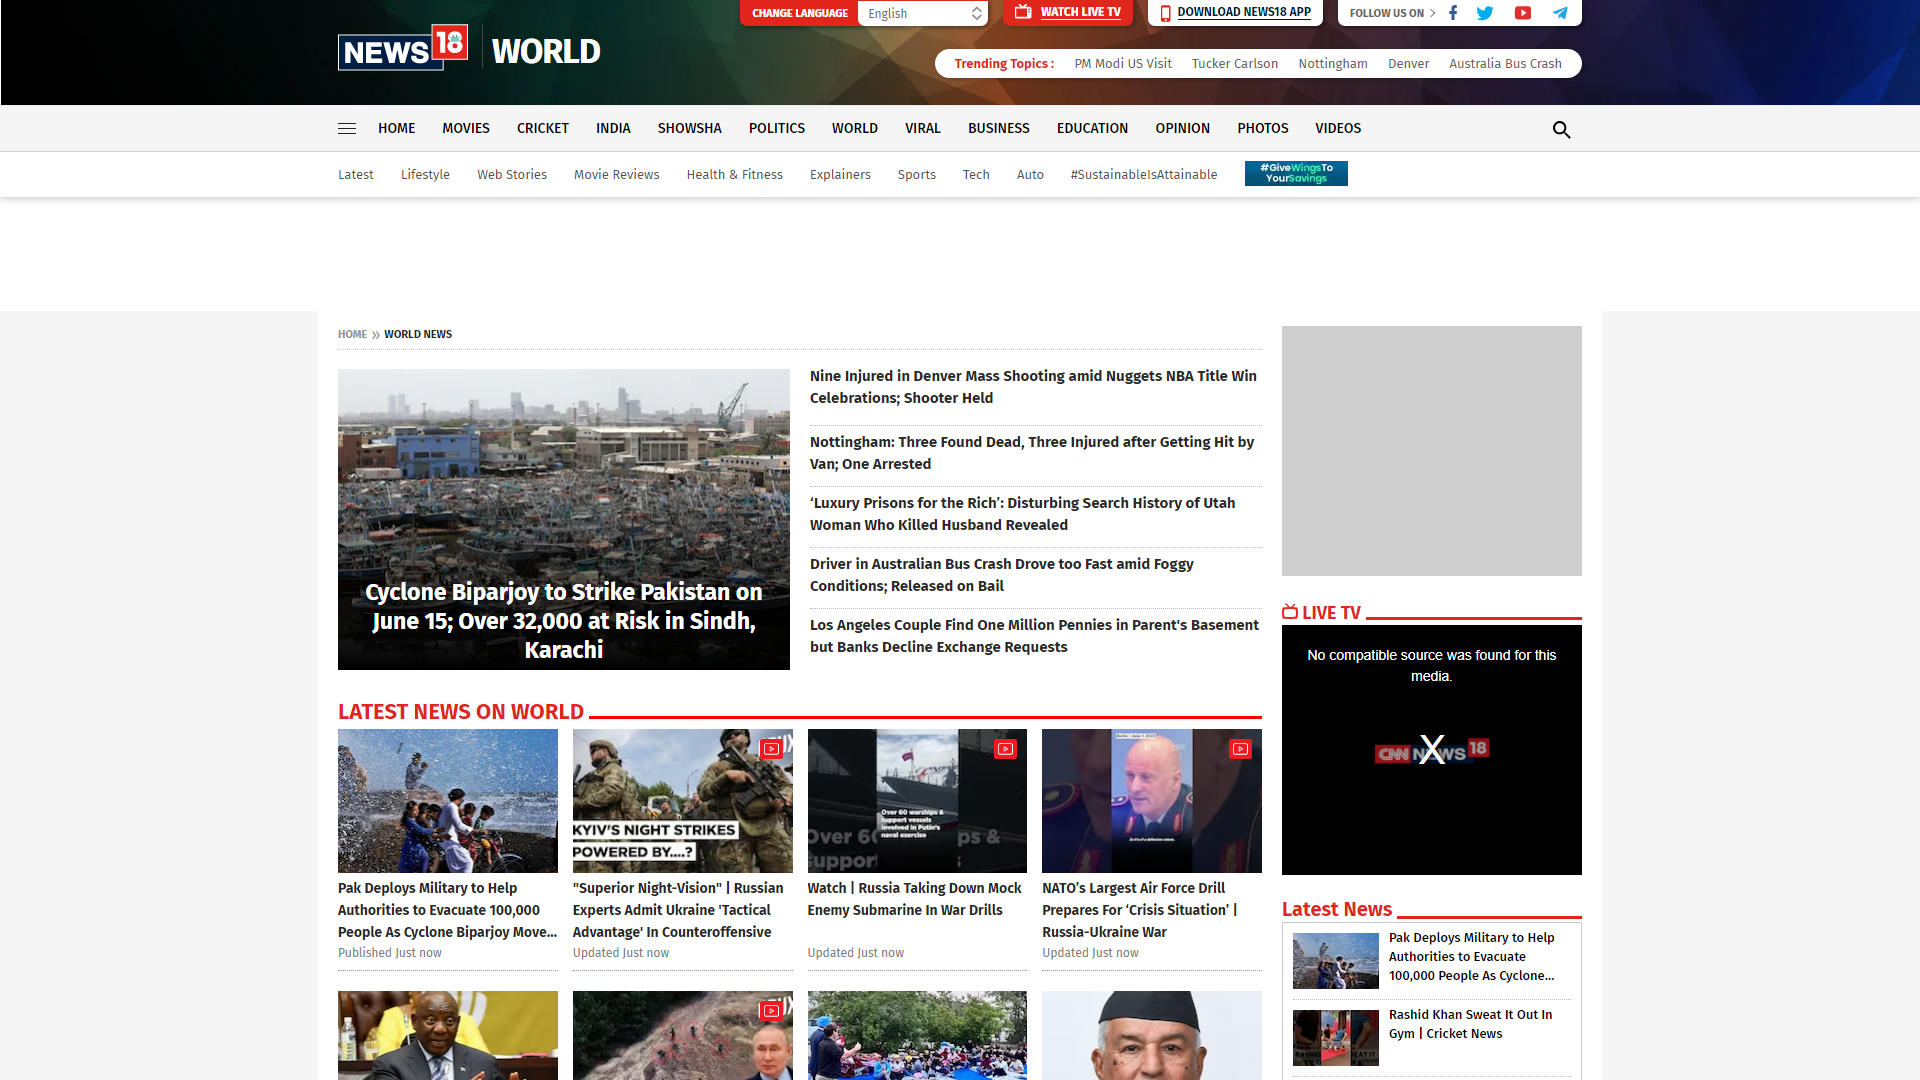 CHANGE LANGUAGE
English
WATCH LIVE TV
DOWNLOAD NEWS18 APP
FOLLOW US ON
NEWS 18 WORLD
Trending Topics : PM Modi US Visit Tucker Carlson Nottingham Denver Australia Bus Crash
HOME MOVIES CRICKET INDIA SHOWSHA POLITICS WORLD VIRAL BUSINESS EDUCATION OPINION PHOTOS VIDEOS
Latest Lifestyle Web Stories Movie Reviews Health & Fitness Explainers Sports Tech Auto #SustainableIsAttainable
#GiveWingsTo
YourSavings
HOME » WORLD NEWS
Cyclone Biparjoy to Strike Pakistan on
June 15; Over 32,000 at Risk in Sindh,
Karachi
Nine Injured in Denver Mass Shooting amid Nuggets NBA Title Win
Celebrations; Shooter Held
Nottingham: Three Found Dead, Three Injured after Getting Hit by
Van; One Arrested
‘Luxury Prisons for the Rich’: Disturbing Search History of Utah
Woman Who Killed Husband Revealed
Driver in Australian Bus Crash Drove too Fast amid Foggy
Conditions; Released on Bail
Los Angeles Couple Find One Million Pennies in Parent's Basement
but Banks Decline Exchange Requests
LIVE TV
No compatible source was found for this
media.
CNN NEWS 18
X
LATEST NEWS ON WORLD
Pak Deploys Military to Help
Authorities to Evacuate 100,000
People As Cyclone Biparjoy Move...
Published Just now
KYIV'S NIGHT STRIKES
POWERED BY....?
"Superior Night-Vision" | Russian
Experts Admit Ukraine 'Tactical
Advantage' In Counteroffensive
Updated Just now
Over 60 warships &
support vessels
involved in Putin's
naval exercise
Watch | Russia Taking Down Mock
Enemy Submarine In War Drills
Updated Just now
NATO’s Largest Air Force Drill
Prepares For ‘Crisis Situation’ |
Russia-Ukraine War
Updated Just now
Latest News
Pak Deploys Military to Help
Authorities to Evacuate
100,000 People As Cyclone...
Rashid Khan Sweat It Out In
Gym | Cricket News